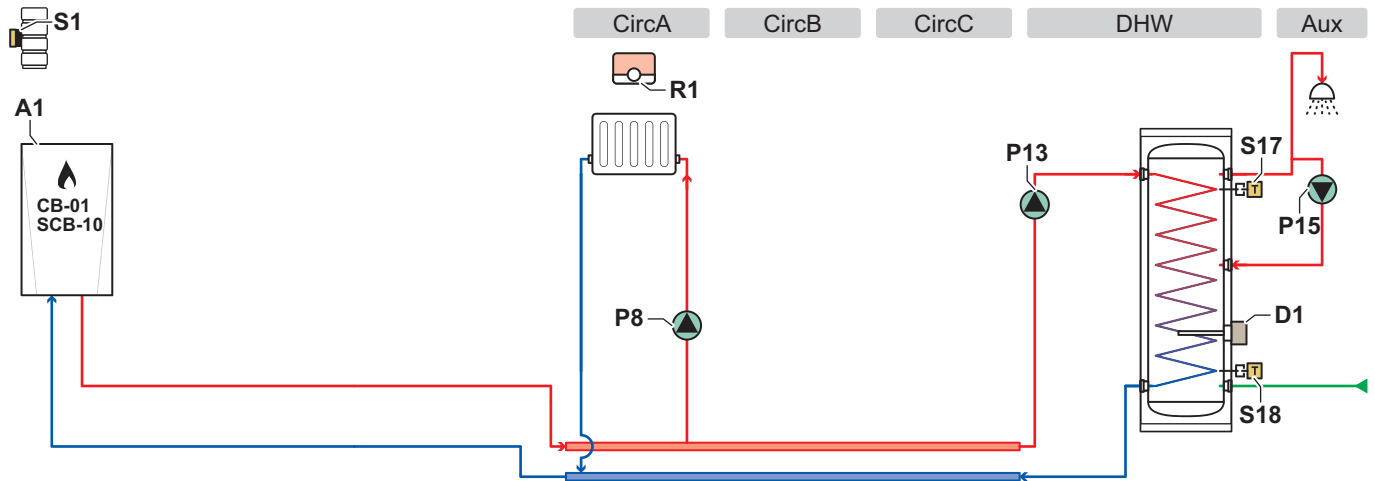 S1
CircA
CircB
CircC
DHW
Aux
R1
A1
CB-01
SCB-10
P13
S17
T
P15
P8
D1
T
S18